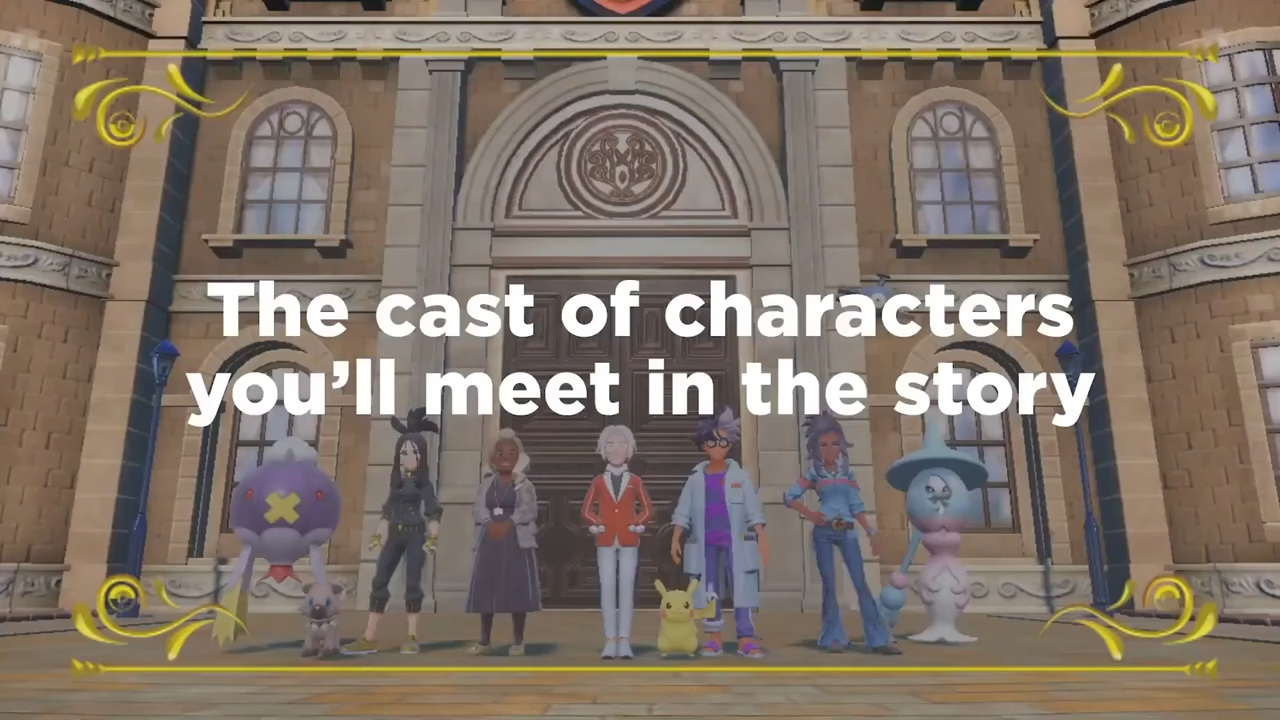 The cast of characters
you’ll meet in the story